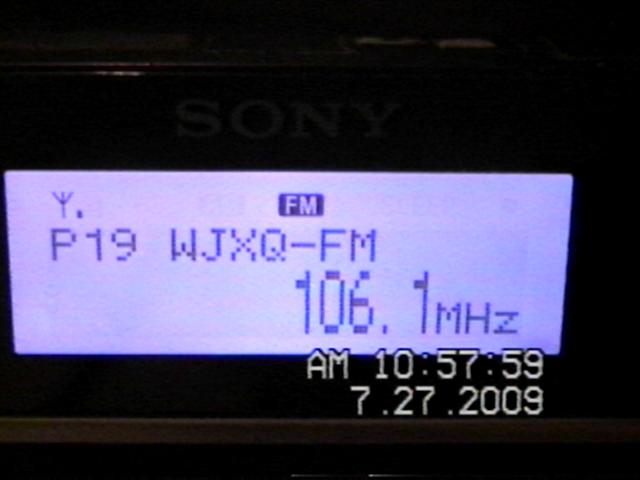 SONY
FM
P19 WJXQ-FM
106.1MHz
AM 10:57:59
7.27.2009